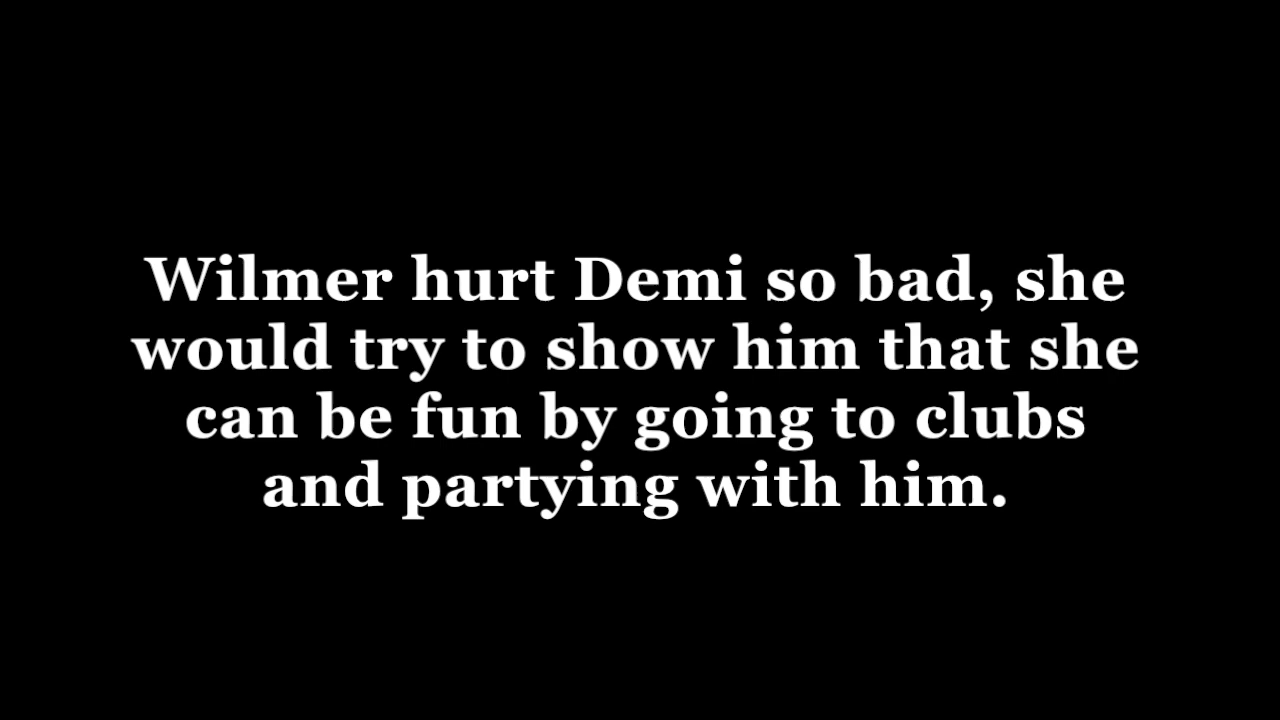 Wilmer hurt Demi so bad, she
would try to show him that she
can be fun by going to clubs
and partying with him.